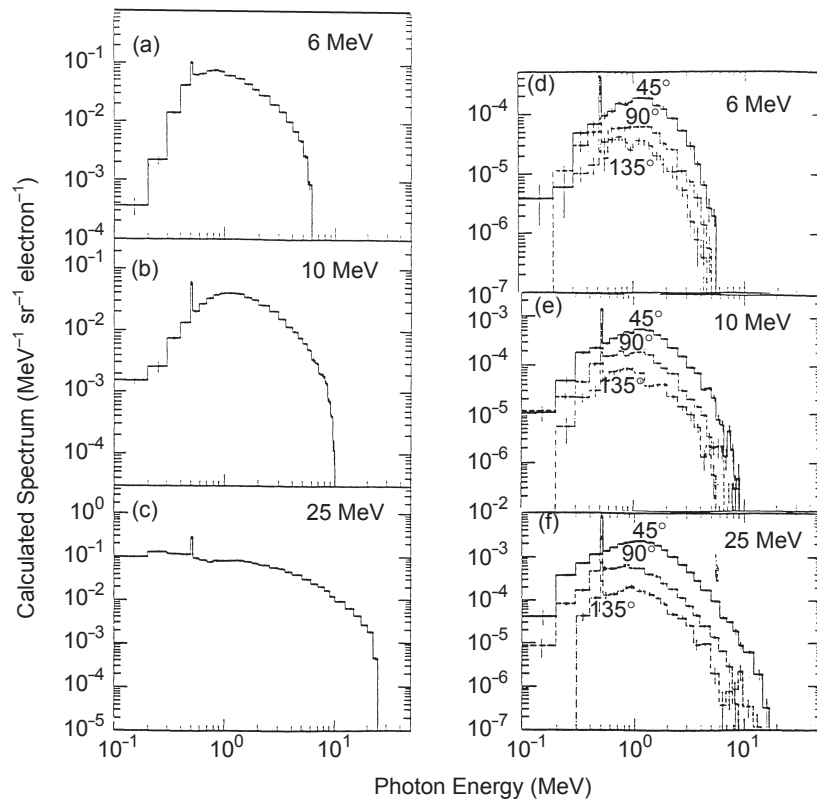 Calculated Spectrum (MeV⁻¹ sr⁻¹ electron⁻¹)
(a)
6 MeV
10⁻¹
10⁻²
10⁻³
10⁻⁴
(b)
10 MeV
10⁻¹
10⁻²
10⁻³
10⁻⁴
(c)
25 MeV
10⁰
10⁻¹
10⁻²
10⁻³
10⁻⁴
10⁻⁵
10⁻¹ 10⁰ 10¹
(d)
45°
6 MeV
90°
135°
10⁻⁴
10⁻⁵
10⁻⁶
10⁻⁷
(e)
45°
10 MeV
90°
135°
10⁻³
10⁻⁴
10⁻⁵
10⁻⁶
10⁻²
(f)
45°
25 MeV
90°
135°
10⁻³
10⁻⁴
10⁻⁵
10⁻⁶
10⁻⁷
10⁻¹ 10⁰ 10¹
Photon Energy (MeV)